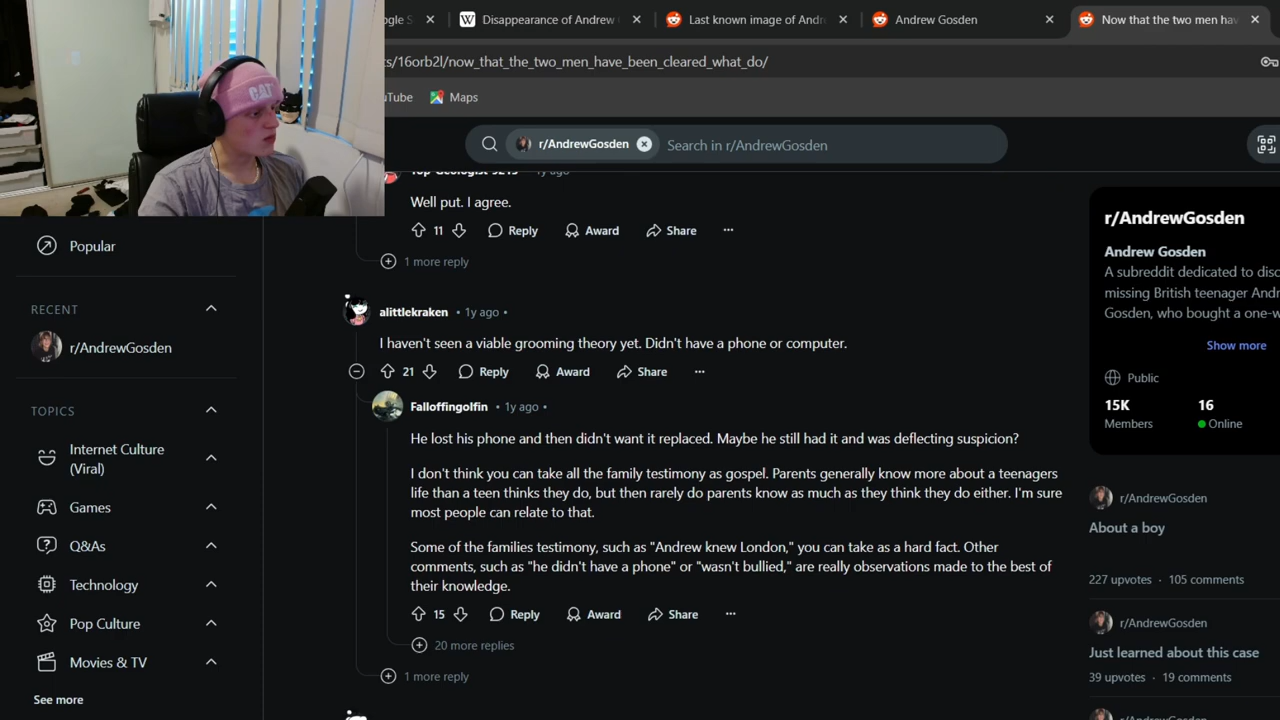 gle S
Disappearance of Andrew
Last known image of Andr
Andrew Gosden
Now that the two men hav
s/16orb2l/now_that_the_two_men_have_been_cleared_what_do/
uTube
Maps
CAT
r/AndrewGosden
Search in r/AndrewGosden
Top-Geologist-9213 1y ago
Well put. I agree.
11
Reply
Award
Share
1 more reply
Popular
RECENT
r/AndrewGosden
TOPICS
Internet Culture
(Viral)
Games
Q&As
Technology
Pop Culture
Movies & TV
See more
alittlekraken • 1y ago •
I haven't seen a viable grooming theory yet. Didn't have a phone or computer.
21
Reply
Award
Share
Falloffingolfin • 1y ago •
He lost his phone and then didn't want it replaced. Maybe he still had it and was deflecting suspicion?
I don't think you can take all the family testimony as gospel. Parents generally know more about a teenagers
life than a teen thinks they do, but then rarely do parents know as much as they think they do either. I'm sure
most people can relate to that.
Some of the families testimony, such as "Andrew knew London," you can take as a hard fact. Other
comments, such as "he didn't have a phone" or "wasn't bullied," are really observations made to the best of
their knowledge.
15
Reply
Award
Share
20 more replies
1 more reply
r/AndrewGosden
Andrew Gosden
A subreddit dedicated to disc
missing British teenager Andr
Gosden, who bought a one-w
Show more
Public
15K
16
Members
Online
r/AndrewGosden
About a boy
227 upvotes • 105 comments
r/AndrewGosden
Just learned about this case
39 upvotes • 19 comments